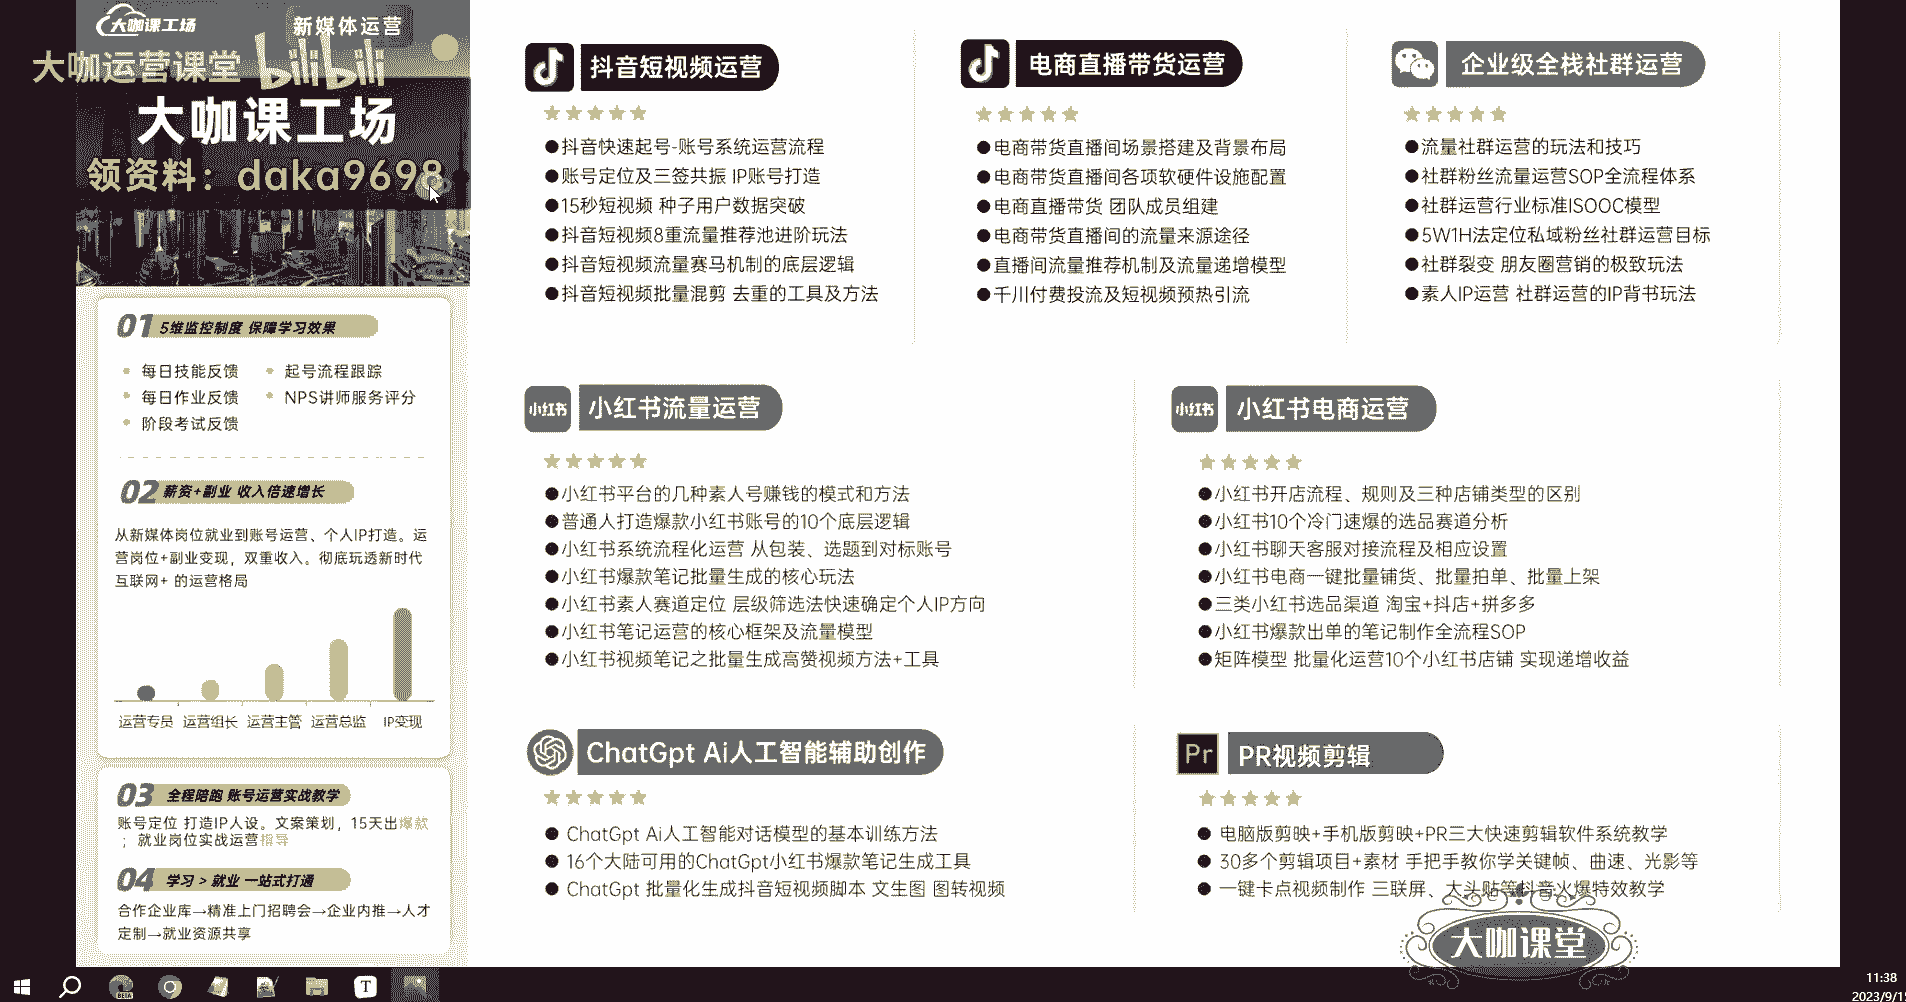 大咖课工场
新媒体运营
大咖运营课堂 bilibili
大咖课工场
领资料：daka9698
01 5维监控制度 保障学习效果
每日技能反馈
起号流程跟踪
每日作业反馈
NPS讲师服务评分
阶段考试反馈
02 薪资+副业 收入倍速增长
从新媒体岗位就业到账号运营、个人IP打造。运
营岗位+副业变现，双重收入。彻底玩透新时代
互联网+ 的运营格局
运营专员 运营组长 运营主管 运营总监 IP变现
03 全程陪跑 账号运营实战教学
账号定位 打造IP人设。文案策划，15天出爆款
；就业岗位实战运营指导
04 学习 > 就业 一站式打通
合作企业库→精准上门招聘会→企业内推→人才
定制→就业资源共享
抖音短视频运营
●抖音快速起号-账号系统运营流程
●账号定位及三签共振 IP账号打造
●15秒短视频 种子用户数据突破
●抖音短视频8重流量推荐池进阶玩法
●抖音短视频流量赛马机制的底层逻辑
●抖音短视频批量混剪 去重的工具及方法
电商直播带货运营
●电商带货直播间场景搭建及背景布局
●电商带货直播间各项软硬件设施配置
●电商直播带货 团队成员组建
●电商带货直播间的流量来源途径
●直播间流量推荐机制及流量递增模型
●千川付费投流及短视频预热引流
企业级全栈社群运营
●流量社群运营的玩法和技巧
●社群粉丝流量运营SOP全流程体系
●社群运营行业标准ISOOC模型
●5W1H法定位私域粉丝社群运营目标
●社群裂变 朋友圈营销的极致玩法
●素人IP运营 社群运营的IP背书玩法
小红书
小红书流量运营
●小红书平台的几种素人号赚钱的模式和方法
●普通人打造爆款小红书账号的10个底层逻辑
●小红书系统流程化运营 从包装、选题到对标账号
●小红书爆款笔记批量生成的核心玩法
●小红书素人赛道定位 层级筛选法快速确定个人IP方向
●小红书笔记运营的核心框架及流量模型
●小红书视频笔记之批量生成高赞视频方法+工具
小红书
小红书电商运营
●小红书开店流程、规则及三种店铺类型的区别
●小红书10个冷门速爆的选品赛道分析
●小红书聊天客服对接流程及相应设置
●小红书电商一键批量铺货、批量拍单、批量上架
●三类小红书选品渠道 淘宝+抖店+拼多多
●小红书爆款出单的笔记制作全流程SOP
●矩阵模型 批量化运营10个小红书店铺 实现递增收益
ChatGpt Ai人工智能辅助创作
● ChatGpt Ai人工智能对话模型的基本训练方法
● 16个大陆可用的ChatGpt小红书爆款笔记生成工具
● ChatGpt 批量化生成抖音短视频脚本 文生图 图转视频
Pr
PR视频剪辑
● 电脑版剪映+手机版剪映+PR三大快速剪辑软件系统教学
● 30多个剪辑项目+素材 手把手教你学关键帧、曲速、光影等
● 一键卡点视频制作 三联屏、大头贴等抖音火爆特效教学
大咖课堂
BETA
T
11:38
2023/9/1